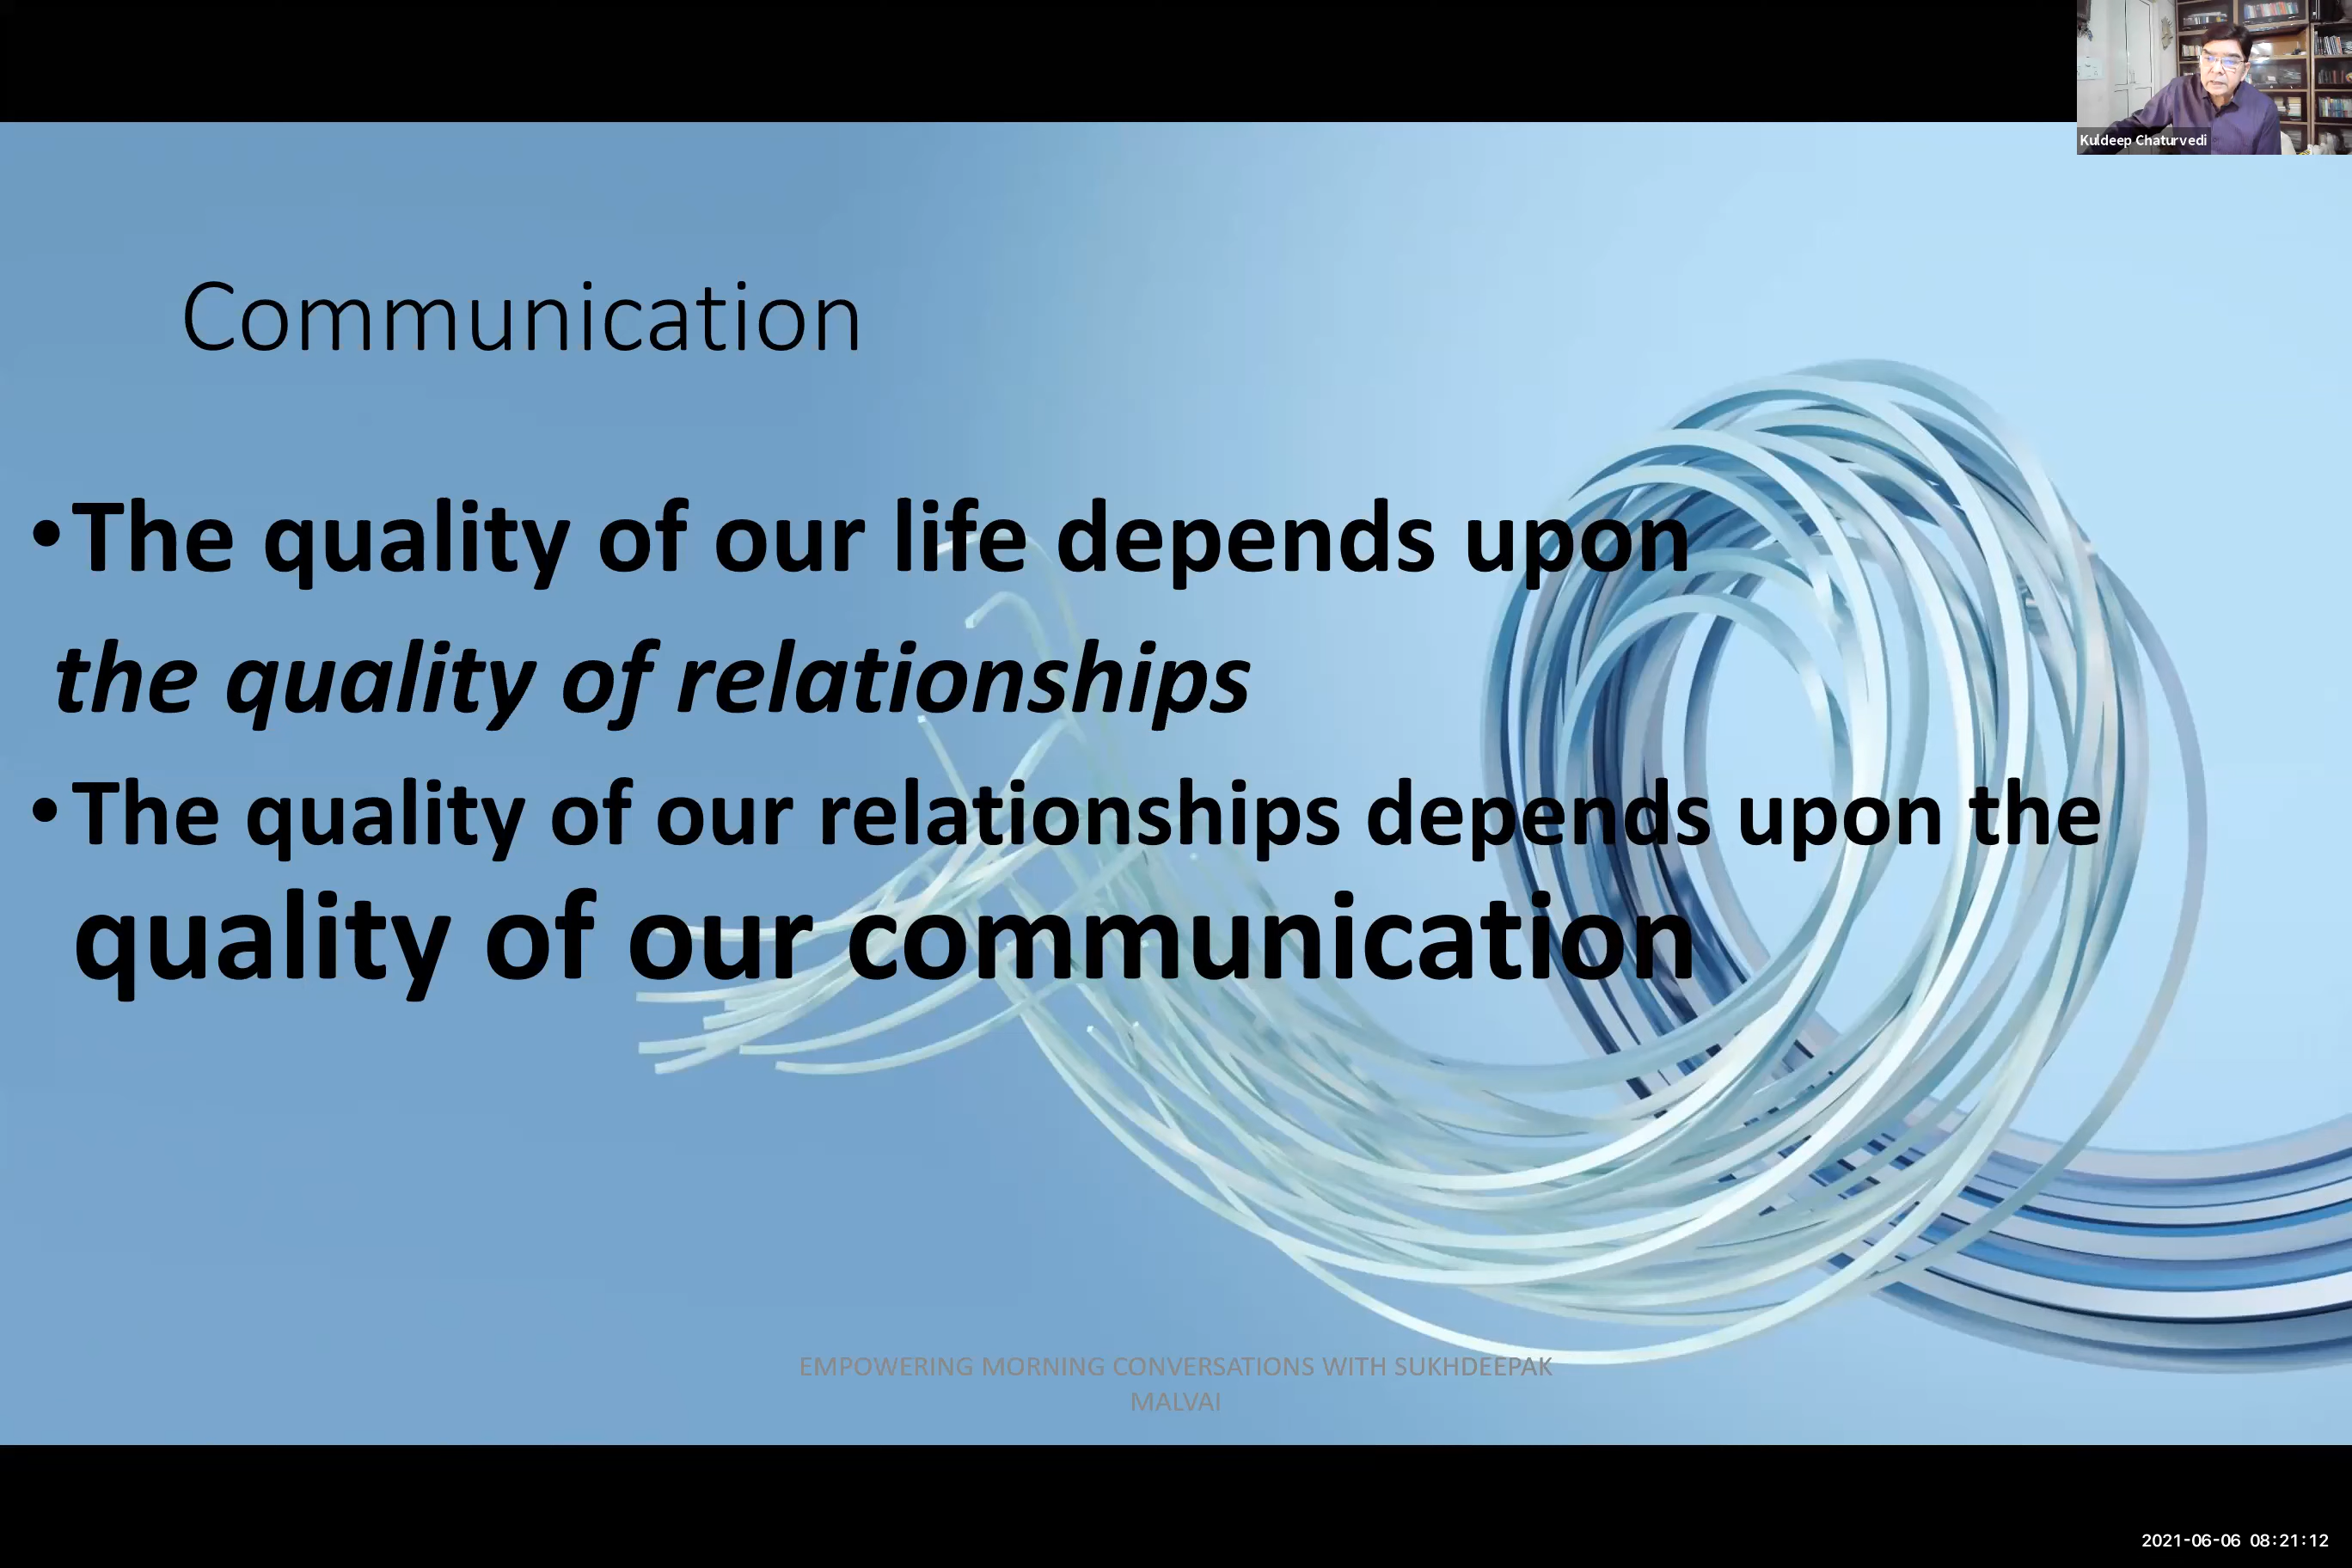 Kuldeep Chaturvedi
Communication
•The quality of our life depends upon
the quality of relationships
•The quality of our relationships depends upon the
quality of our communication
EMPOWERING MORNING CONVERSATIONS WITH SUKHDEEPAK
MALVAI
2021-06-06 08:21:12